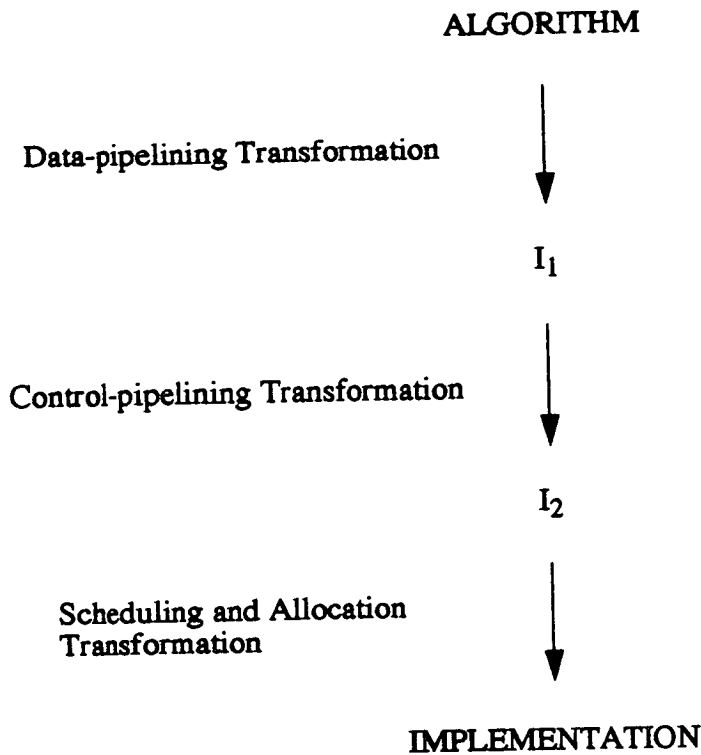 ALGORITHM
Data-pipelining Transformation
I₁
Control-pipelining Transformation
I₂
Scheduling and Allocation
Transformation
IMPLEMENTATION